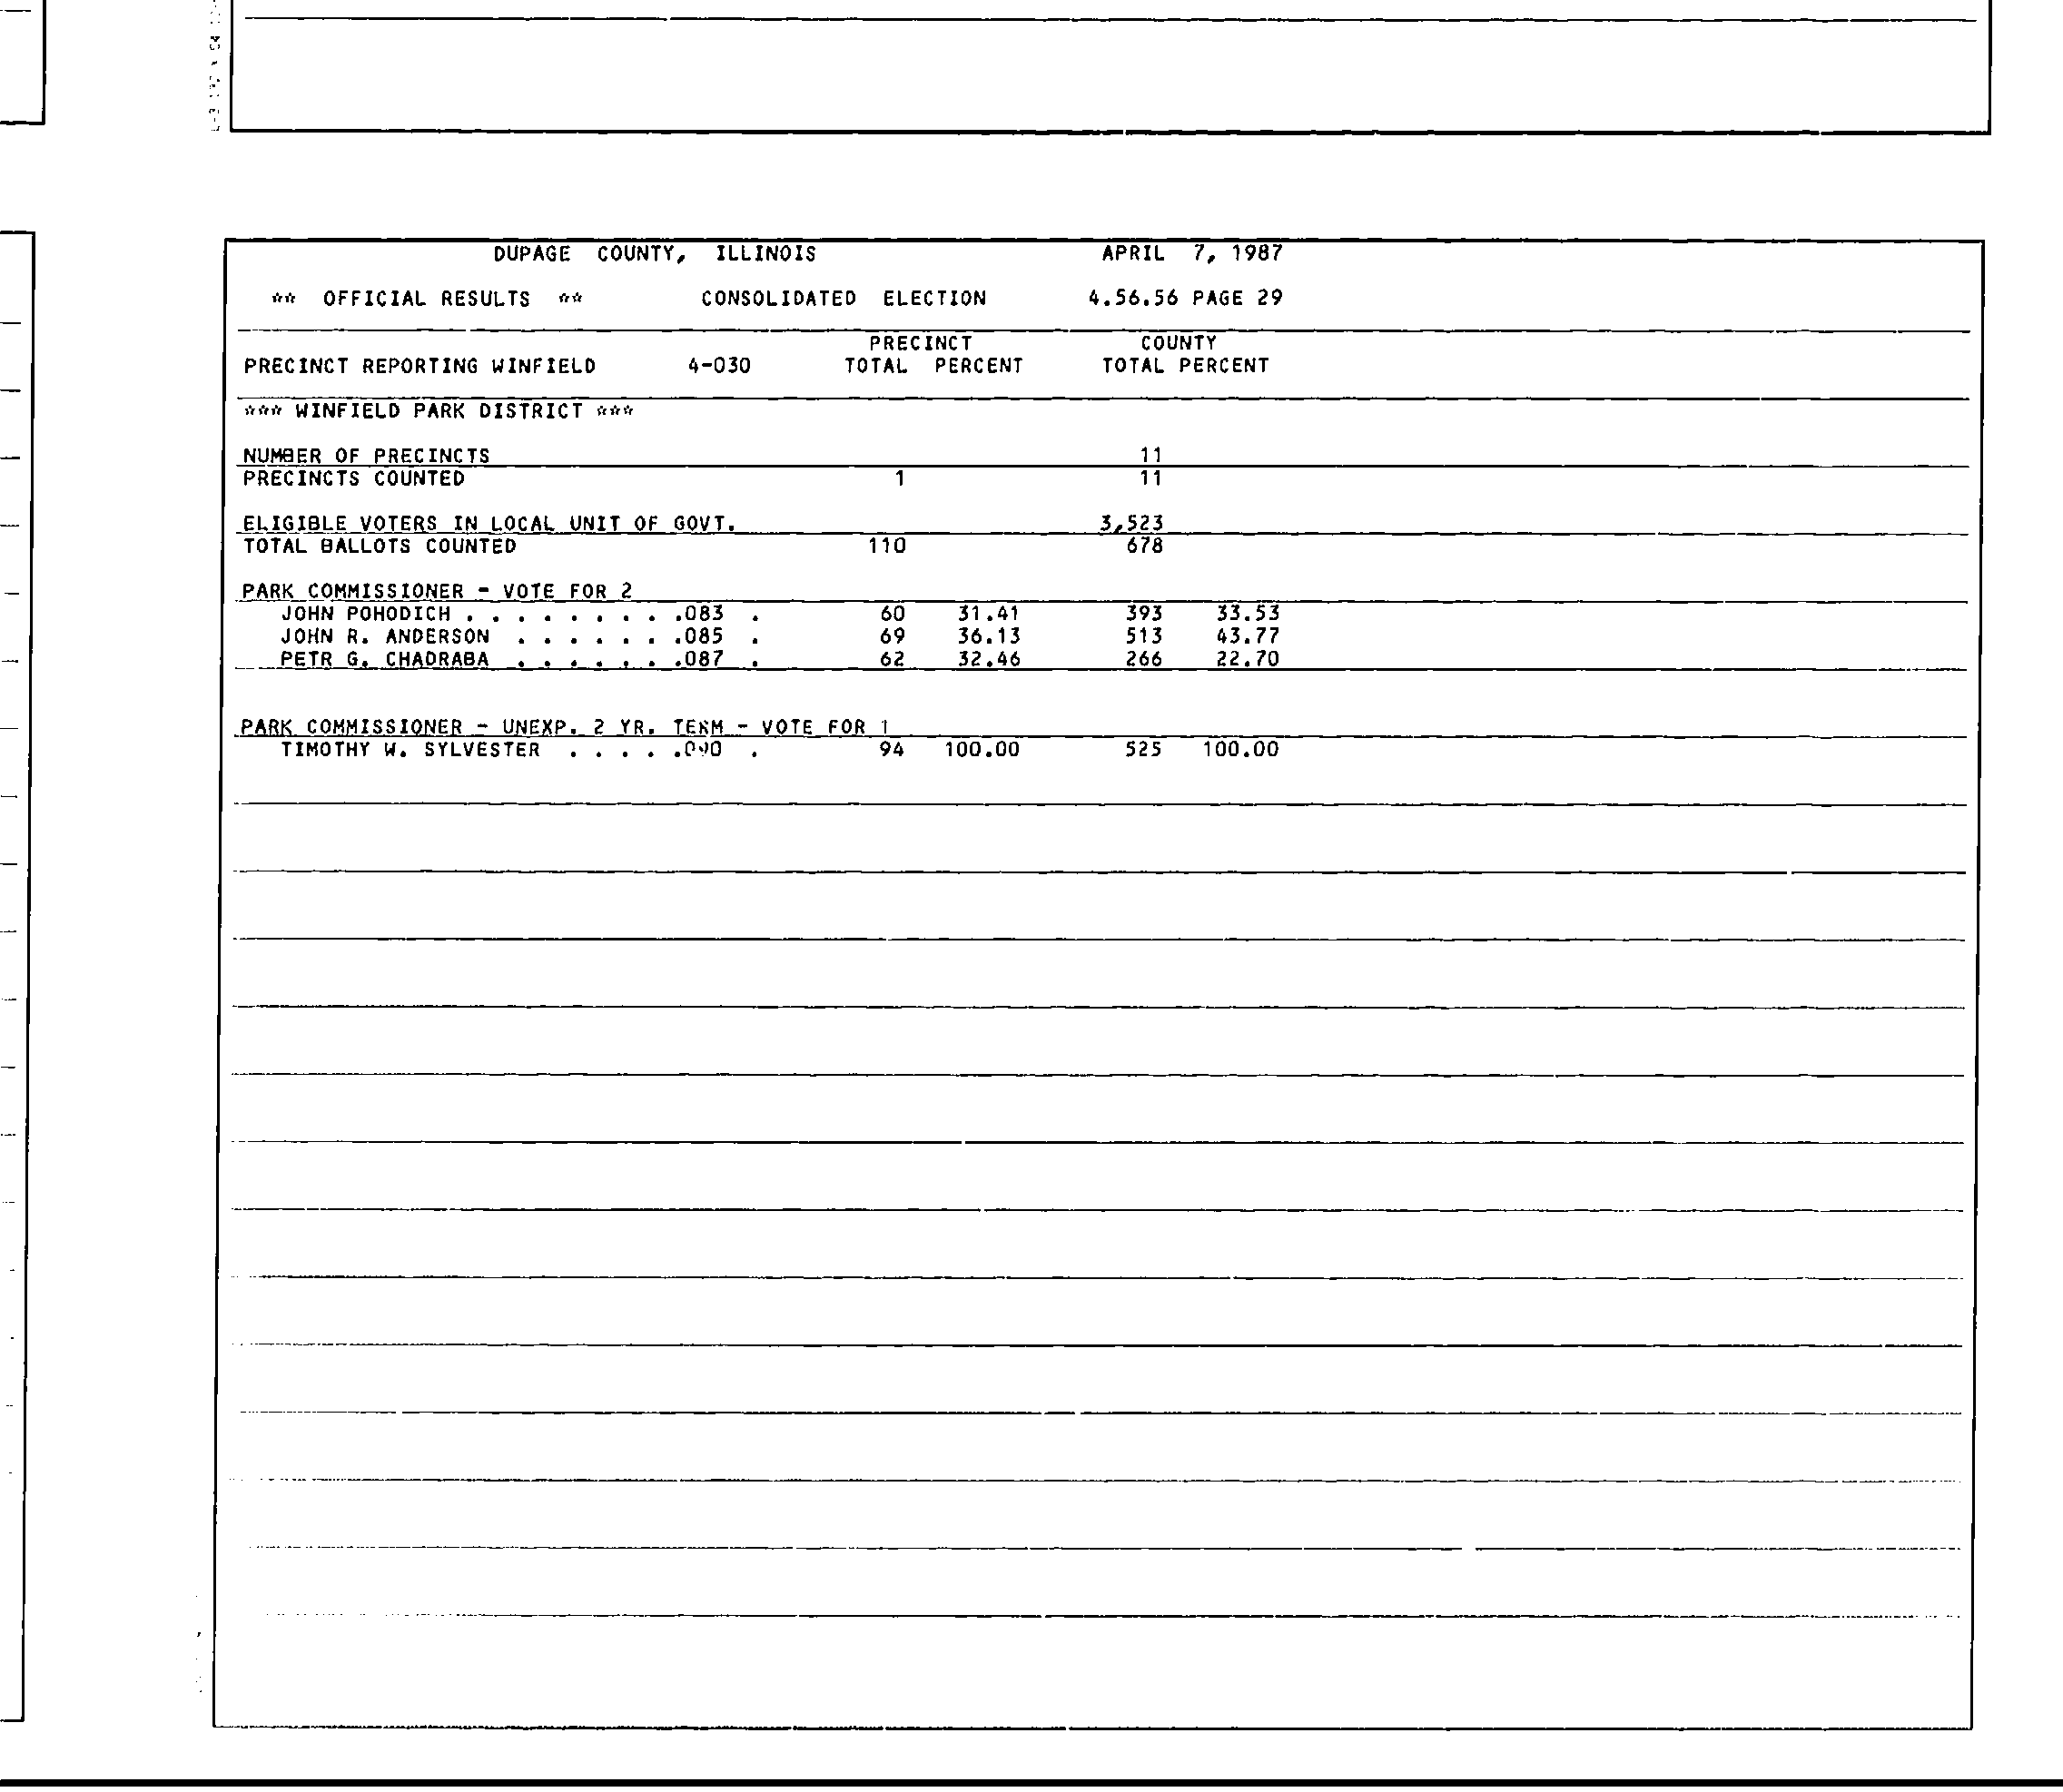 DUPAGE COUNTY, ILLINOIS APRIL 7, 1987
** OFFICIAL RESULTS ** CONSOLIDATED ELECTION 4.56.56 PAGE 29
PRECINCT COUNTY
PRECINCT REPORTING WINFIELD 4-030 TOTAL PERCENT TOTAL PERCENT
*** WINFIELD PARK DISTRICT ***
NUMBER OF PRECINCTS 11
PRECINCTS COUNTED 1 11
ELIGIBLE VOTERS IN LOCAL UNIT OF GOVT. 3,523
TOTAL BALLOTS COUNTED 110 678
PARK COMMISSIONER - VOTE FOR 2
JOHN POHODICH . . . . . . . . .083 . 60 31.41 393 33.53
JOHN R. ANDERSON . . . . . . .085 . 69 36.13 513 43.77
PETR G. CHADRABA . . . . . . .087 . 62 32.46 266 22.70
PARK COMMISSIONER - UNEXP. 2 YR. TERM - VOTE FOR 1
TIMOTHY W. SYLVESTER . . . . .090 . 94 100.00 525 100.00